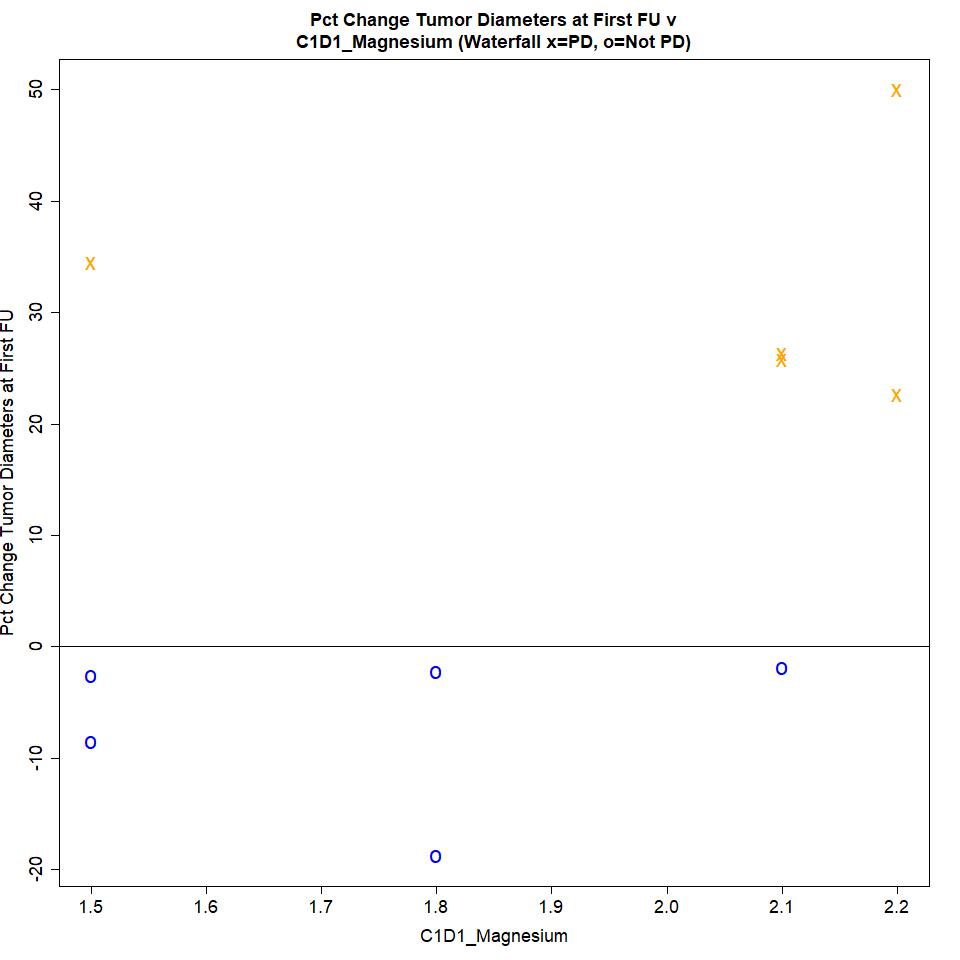 Pct Change Tumor Diameters at First FU v
C1D1_Magnesium (Waterfall x=PD, o=Not PD)
Pct Change Tumor Diameters at First FU
50
40
30
20
10
0
-10
-20
X
X
X
X
X
O
O
O
O
O
1.5 1.6 1.7 1.8 1.9 2.0 2.1 2.2
C1D1_Magnesium